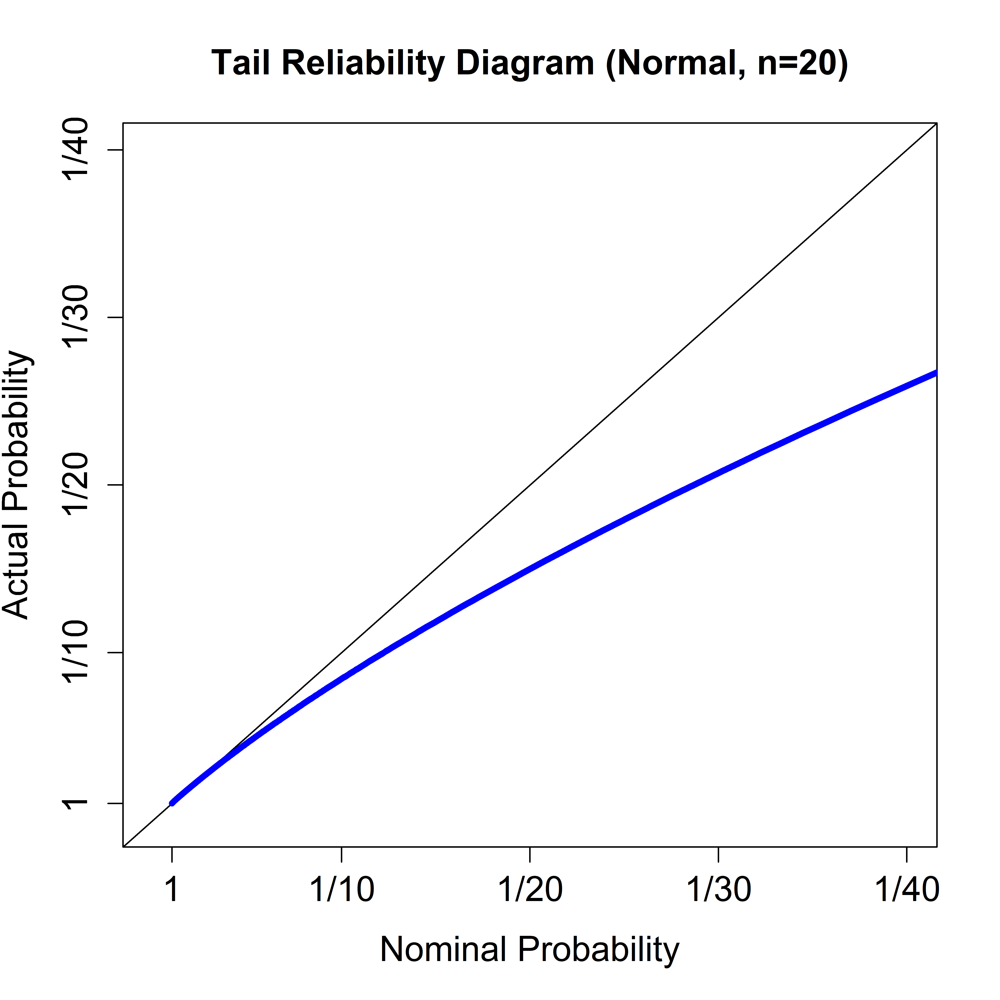 Tail Reliability Diagram (Normal, n=20)
Actual Probability
1/40
1/30
1/20
1/10
1
1 1/10 1/20 1/30 1/40
Nominal Probability